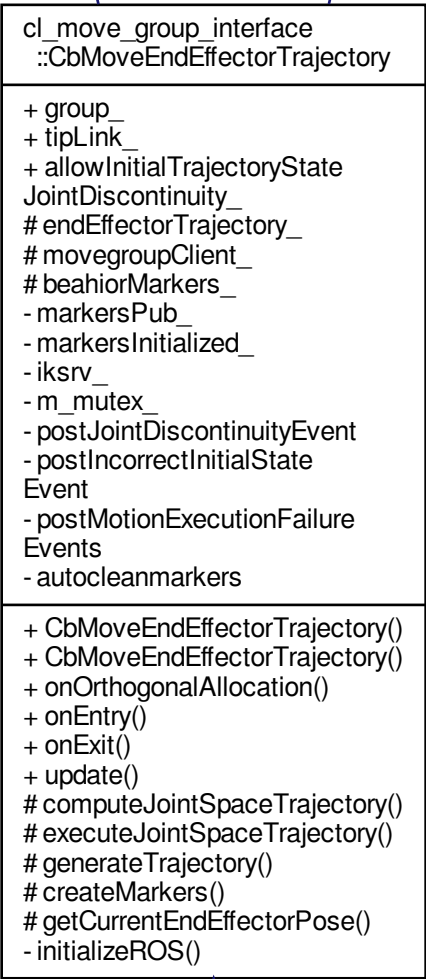 cl_move_group_interface
::CbMoveEndEffectorTrajectory
+ group_
+ tipLink_
+ allowInitialTrajectoryState
JointDiscontinuity_
# endEffectorTrajectory_
# movegroupClient_
# beahiorMarkers_
- markersPub_
- markersInitialized_
- iksrv_
- m_mutex_
- postJointDiscontinuityEvent
- postIncorrectInitialState
Event
- postMotionExecutionFailure
Events
- autocleanmarkers
+ CbMoveEndEffectorTrajectory()
+ CbMoveEndEffectorTrajectory()
+ onOrthogonalAllocation()
+ onEntry()
+ onExit()
+ update()
# computeJointSpaceTrajectory()
# executeJointSpaceTrajectory()
# generateTrajectory()
# createMarkers()
# getCurrentEndEffectorPose()
- initializeROS()